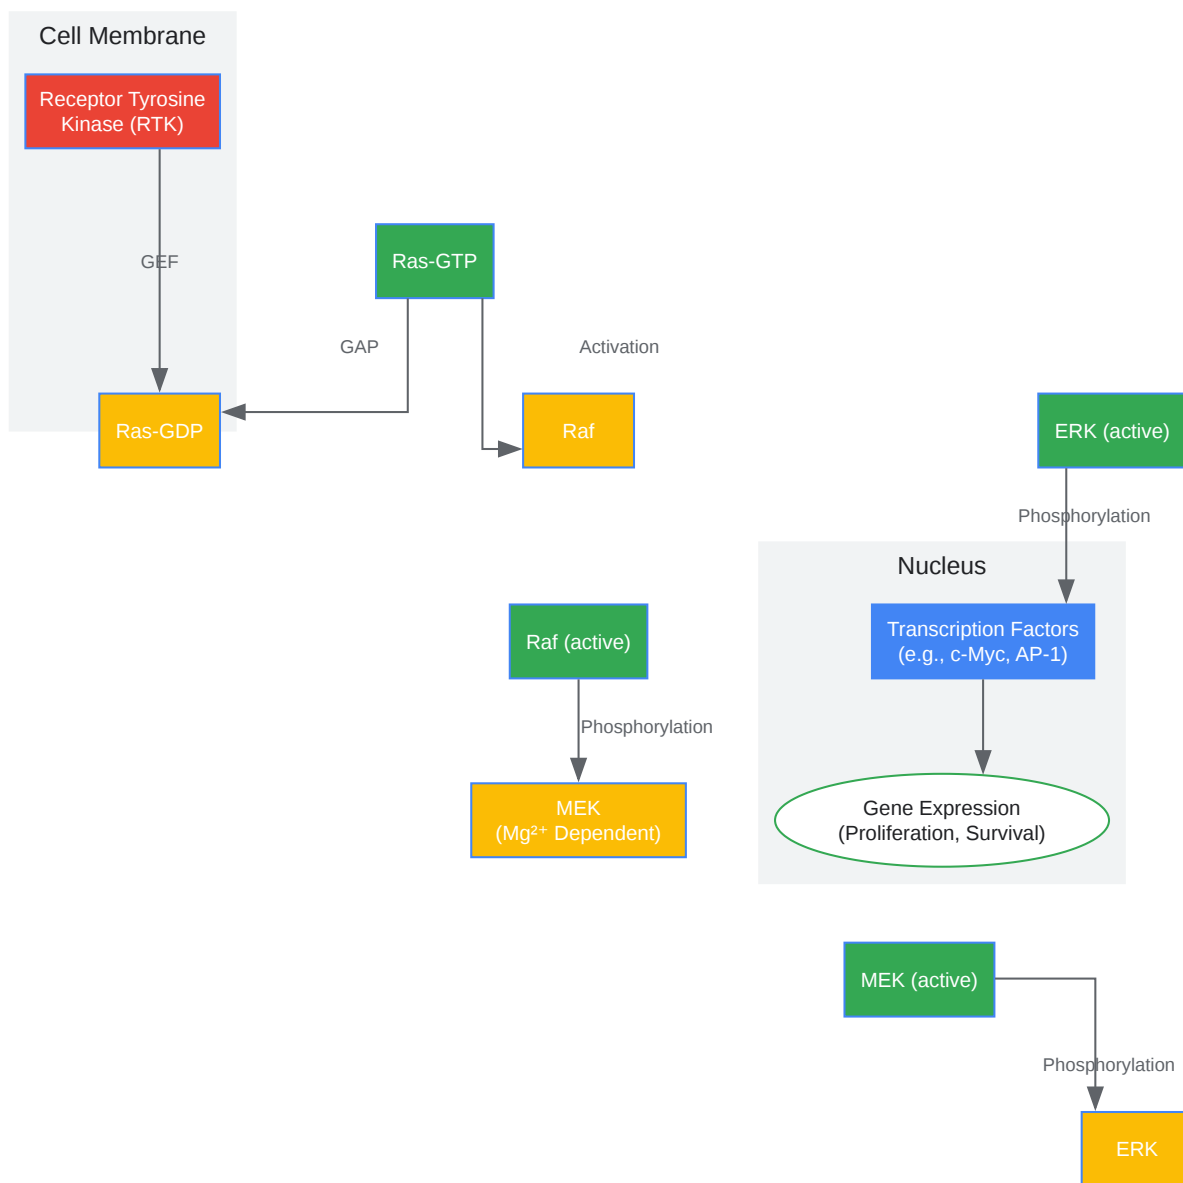 Cell Membrane
Receptor Tyrosine
Kinase (RTK)
GEF
Ras-GTP
GAP
Activation
Ras-GDP
Raf
ERK (active)
Phosphorylation
Nucleus
Raf (active)
Transcription Factors
(e.g., c-Myc, AP-1)
Phosphorylation
MEK
(Mg²⁺ Dependent)
Gene Expression
(Proliferation, Survival)
MEK (active)
Phosphorylation
ERK